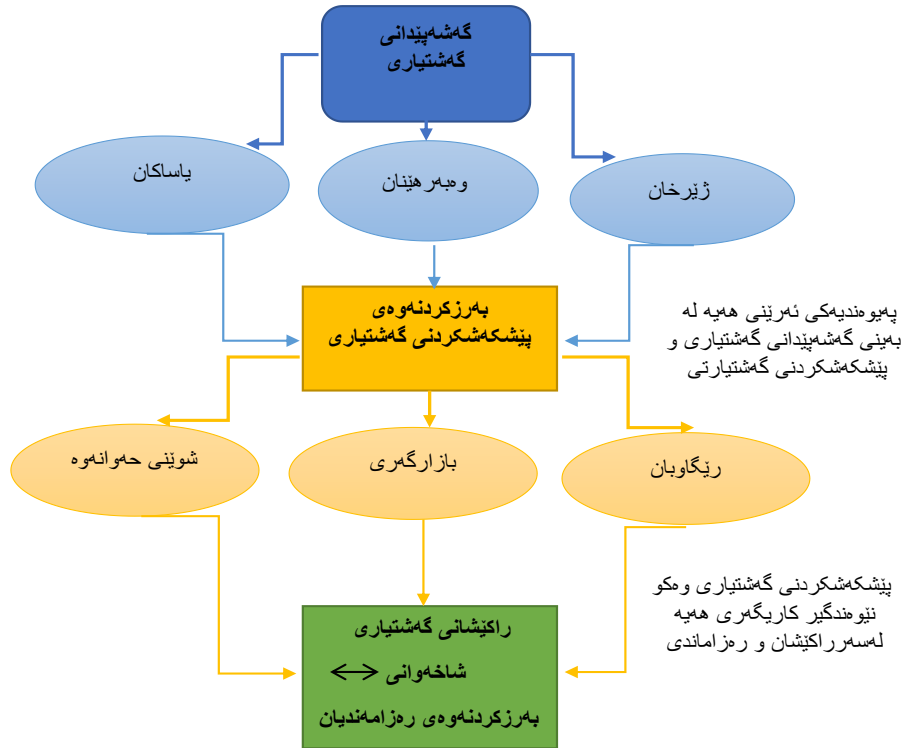 گەشەپێدانی
گەشتیاری
ژێرخان
وەبەرهێنان
یاساکان
بەرزکردنەوەی
پێشکەشکردنی گەشتیاری
پەیوەندیەکی ئەرێنی هەیە لە
بەینی گەشەپێدانی گەشتیاری و
پێشکەشکردنی گەشتیارتی
رێگاوبان
بازارگەری
شوێنی حەوانەوە
پێشکەشکردنی گەشتیاری وەکو
نێوەندگیر کاریگەری هەیە
لەسەرراکێشان و رەزاماندی
راکێشانی گەشتیاری
شاخەوانی
بەرزکردنەوەی رەزامەندیان